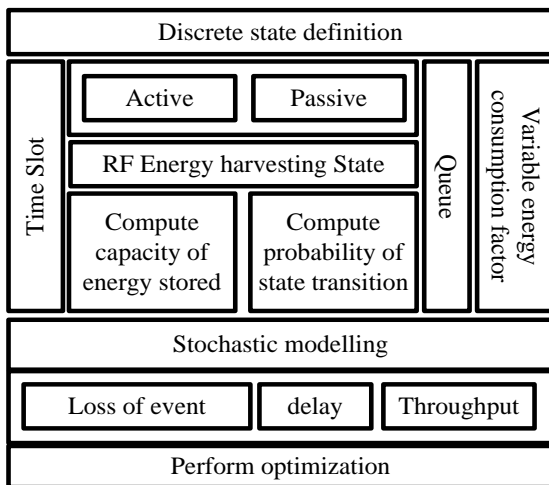 Discrete state definition
Time Slot
Active
Passive
RF Energy harvesting State
Compute
capacity of
energy stored
Compute
probability of
state transition
Queue
Variable energy
consumption factor
Stochastic modelling
Loss of event
delay
Throughput
Perform optimization